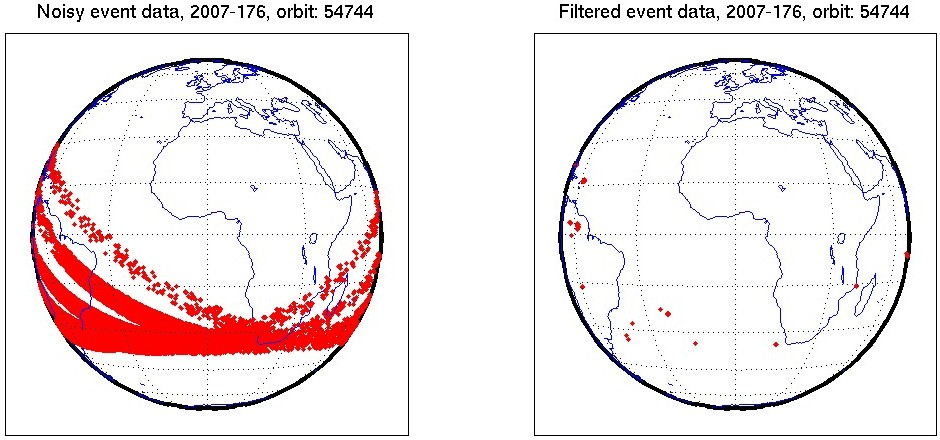 Noisy event data, 2007-176, orbit: 54744
Filtered event data, 2007-176, orbit: 54744